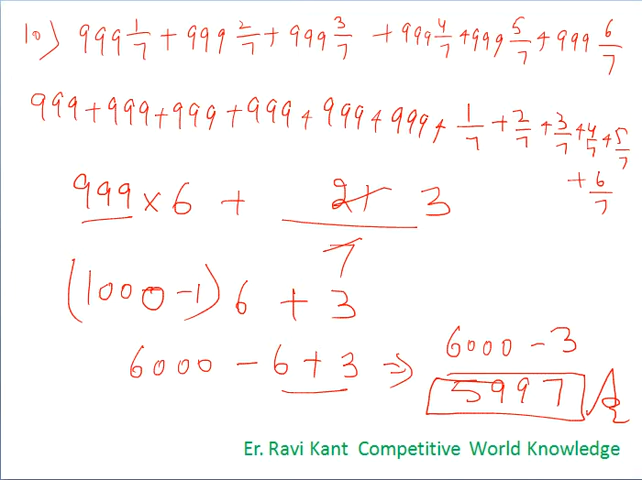 10) 999 1/7 + 999 2/7 + 999 3/7 + 999 4/7 + 999 5/7 + 999 6/7
999 + 999 + 999 + 999 + 999 + 999 + 1/7 + 2/7 + 3/7 + 4/7 + 5/7
+ 6/7
999 × 6 + 21/7 3
(1000 - 1) 6 + 3
6000 - 6 + 3 ⇒ 6000 - 3
5997 A
Er. Ravi Kant Competitive World Knowledge